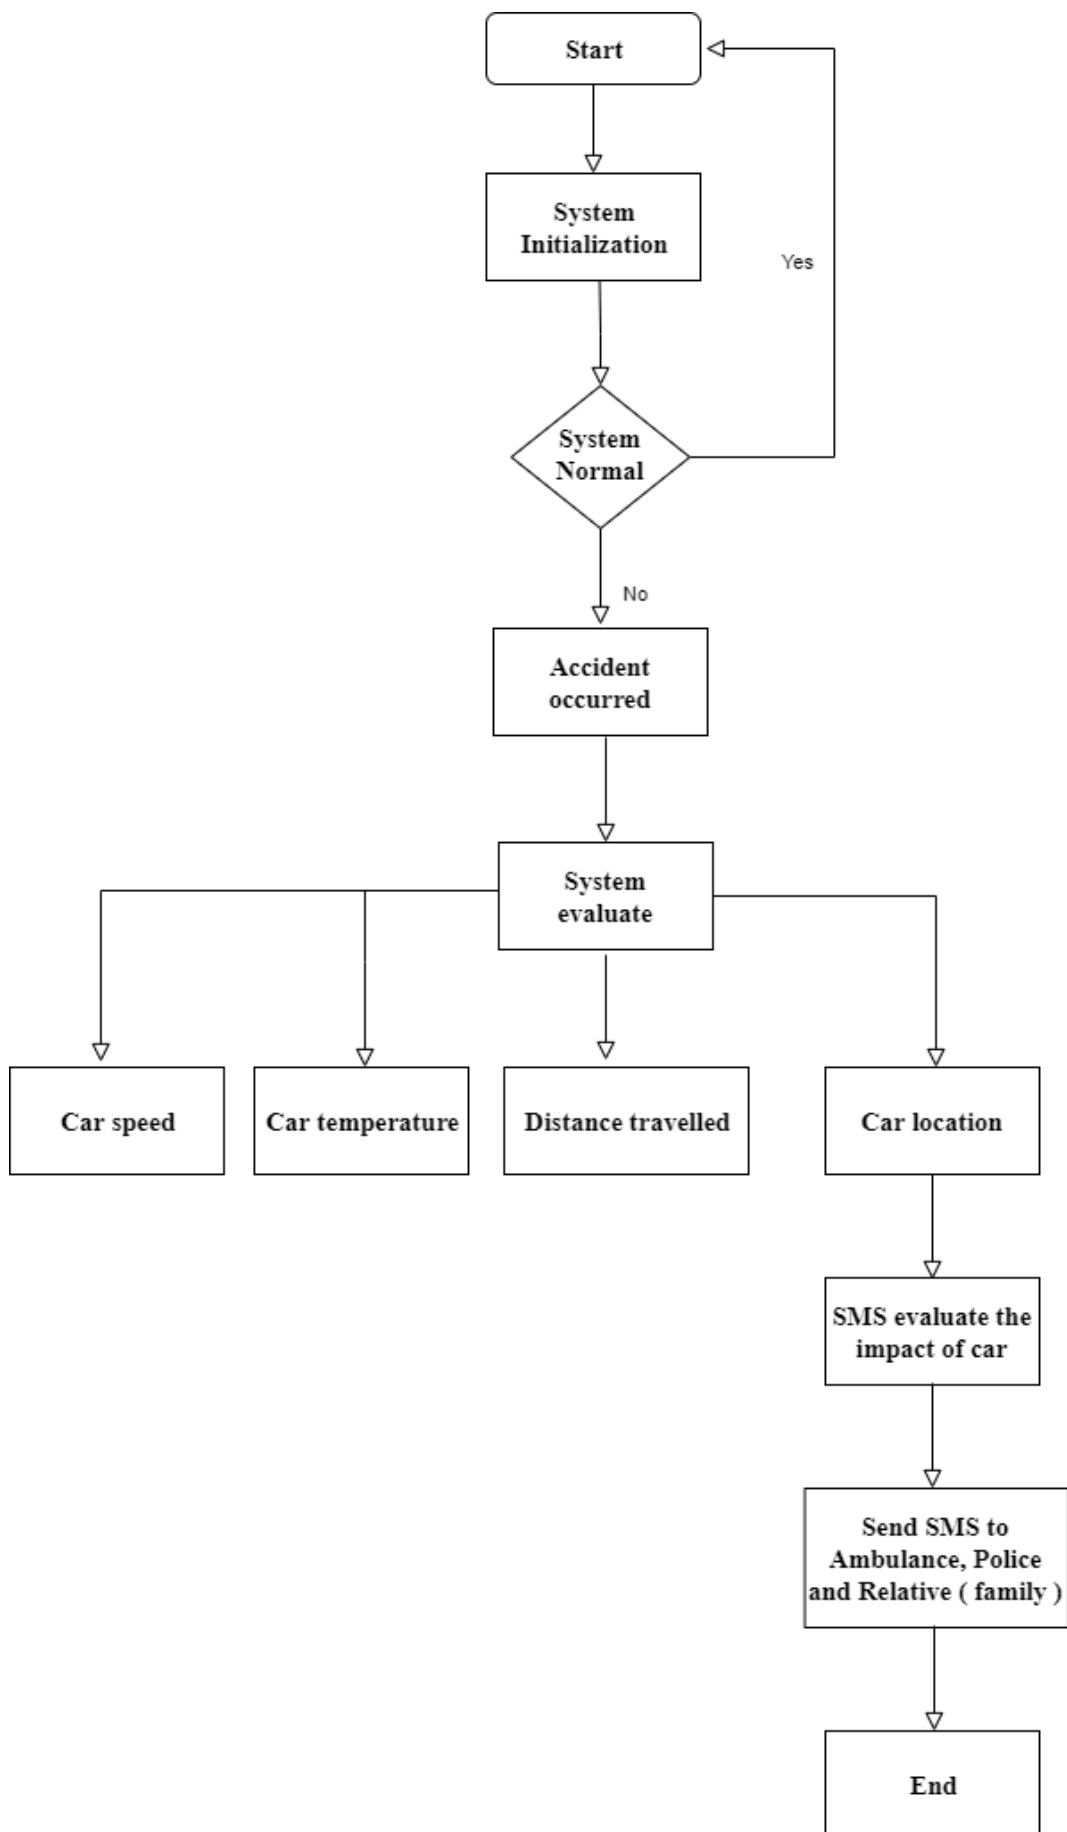 Start
System
Initialization
Yes
System
Normal
No
Accident
occurred
System
evaluate
Car speed
Car temperature
Distance travelled
Car location
SMS evaluate the
impact of car
Send SMS to
Ambulance, Police
and Relative ( family )
End